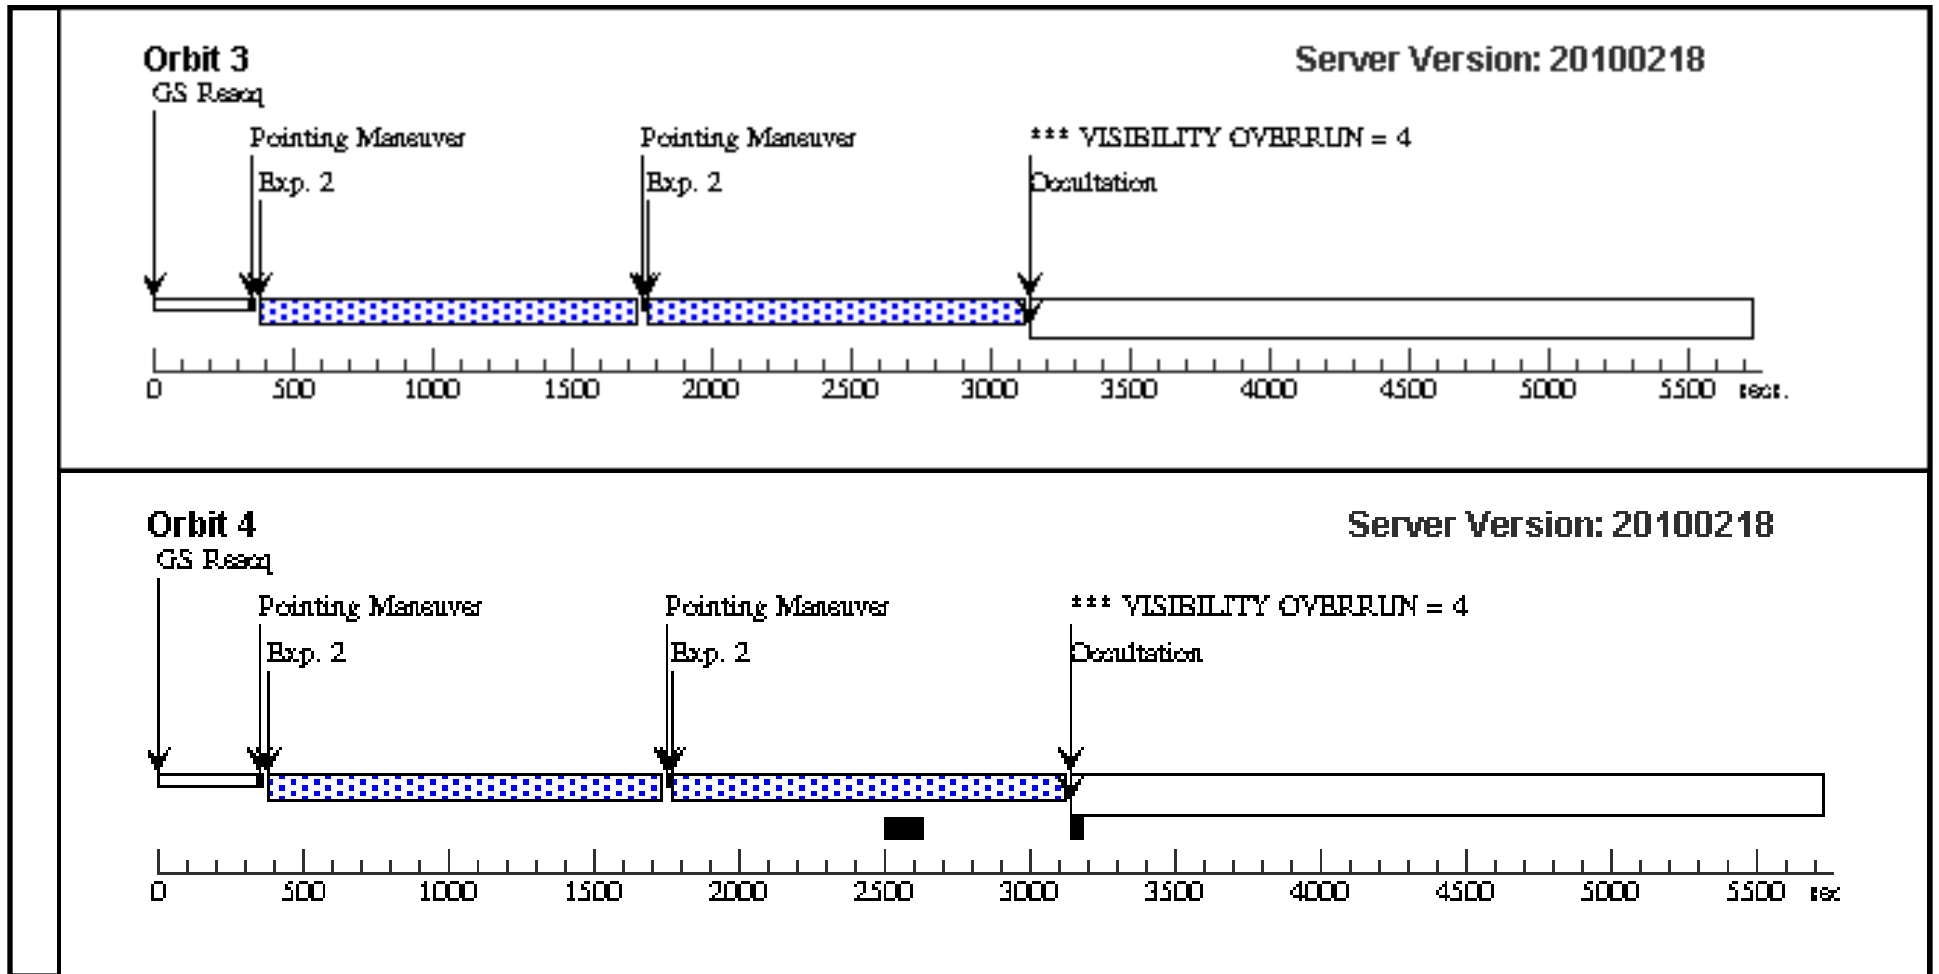 Orbit 3 Server Version: 20100218
GS Reacq
Pointing Maneuver Pointing Maneuver *** VISIBILITY OVERRUN = 4
Exp. 2 Exp. 2 Occultation
0 500 1000 1500 2000 2500 3000 3500 4000 4500 5000 5500 secs.
Orbit 4 Server Version: 20100218
GS Reacq
Pointing Maneuver Pointing Maneuver *** VISIBILITY OVERRUN = 4
Exp. 2 Exp. 2 Occultation
0 500 1000 1500 2000 2500 3000 3500 4000 4500 5000 5500 sec